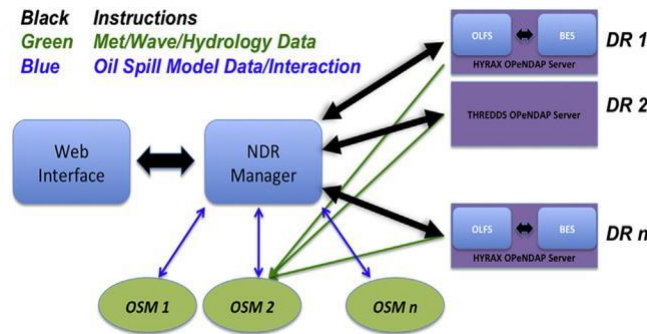 Black Instructions
Green Met/Wave/Hydrology Data
Blue Oil Spill Model Data/Interaction
OLFS BES
HYRAX OPeNDAP Server
DR 1
THREDDS OPeNDAP Server
DR 2
Web
Interface
NDR
Manager
OLFS BES
HYRAX OPeNDAP Server
DR n
OSM 1 OSM 2 OSM n